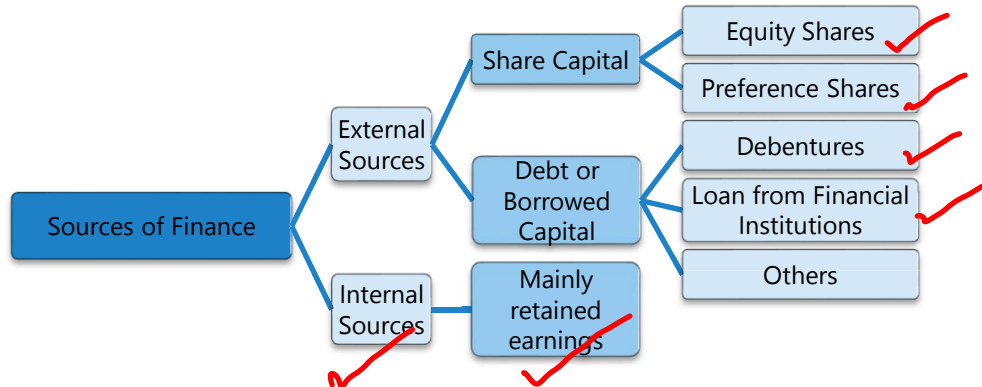 Sources of Finance
External
Sources
Share Capital
Equity Shares
Preference Shares
Debt or
Borrowed
Capital
Debentures
Loan from Financial
Institutions
Others
Internal
Sources
Mainly
retained
earnings